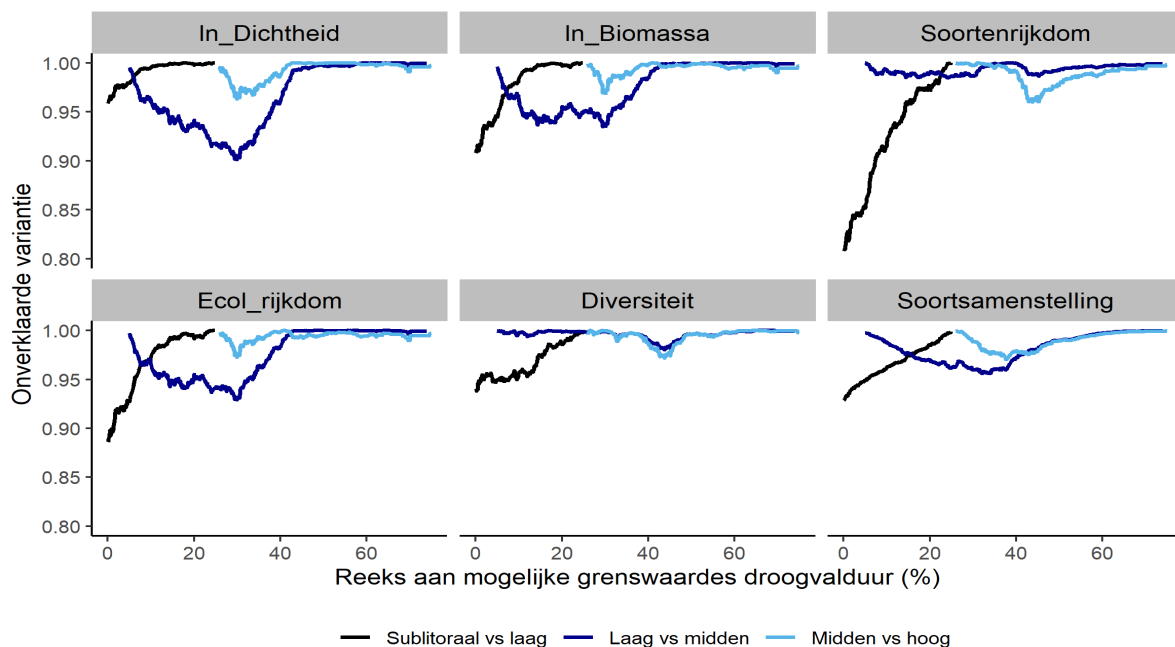 ln_Dichtheid ln_Biomassa Soortenrijkdom
1.00
0.95
0.90
0.85
0.80
Ecol_rijkdom Diversiteit Soortsamenstelling
1.00
0.95
0.90
0.85
0.80
0 20 40 60 0 20 40 60 0 20 40 60
Onverklaarde variantie
Reeks aan mogelijke grenswaardes droogvalduur (%)
Sublitoraal vs laag Laag vs midden Midden vs hoog